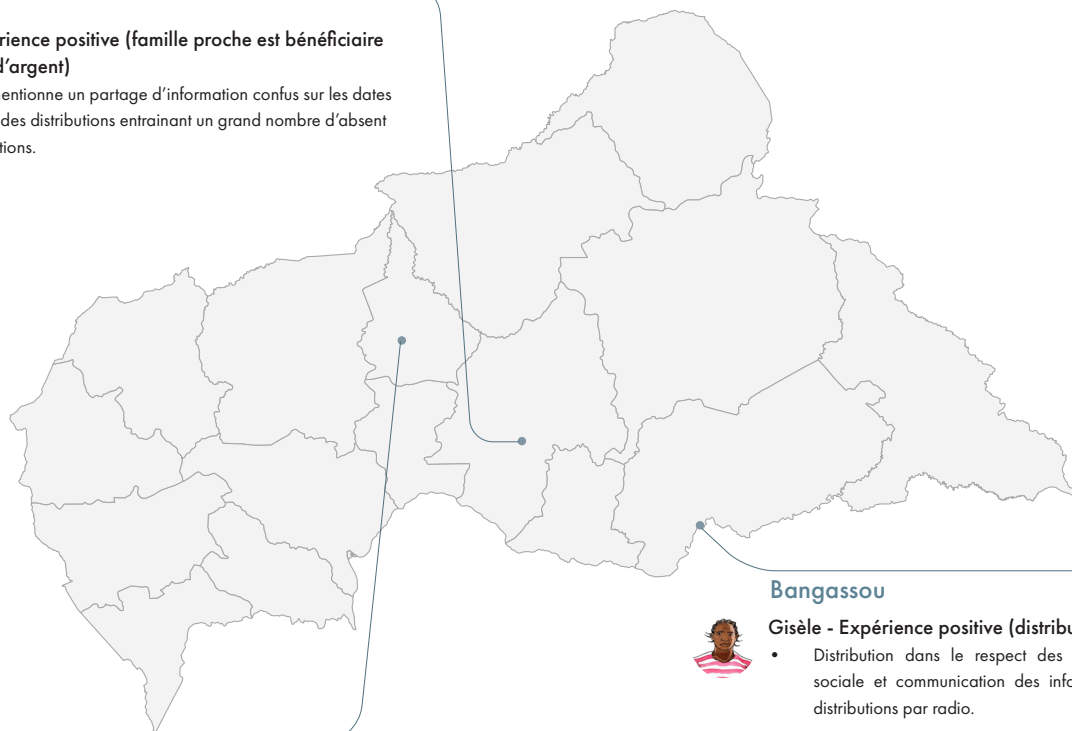 rience positive (famille proche est bénéficiaire
d'argent)
entionne un partage d'information confus sur les dates
des distributions entrainant un grand nombre d'absent
tions.
Bangassou
Gisèle - Expérience positive (distribu
• Distribution dans le respect des
sociale et communication des info
distributions par radio.